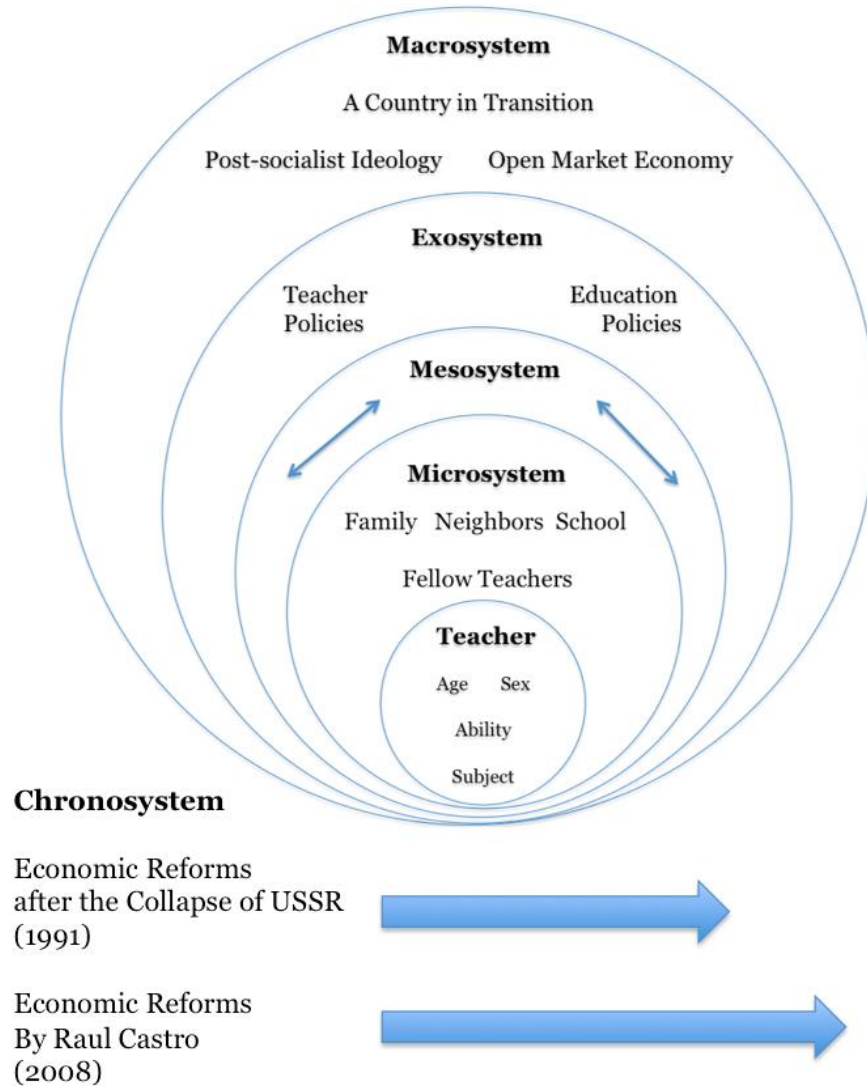 Macrosystem
A Country in Transition
Post-socialist Ideology Open Market Economy
Exosystem
Teacher
Policies
Education
Policies
Mesosystem
Microsystem
Family Neighbors School
Fellow Teachers
Teacher
Age Sex
Ability
Subject
Chronosystem
Economic Reforms
after the Collapse of USSR
(1991)
Economic Reforms
By Raul Castro
(2008)